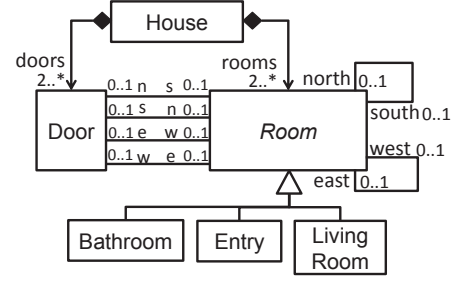 House
doors
2..*
rooms
2..*
north
0..1
0..1 n s 0..1
0..1 s n 0..1
0..1 e w 0..1
0..1 w e 0..1
Door
Room
south 0..1
west 0..1
east
0..1
Bathroom
Entry
Living
Room